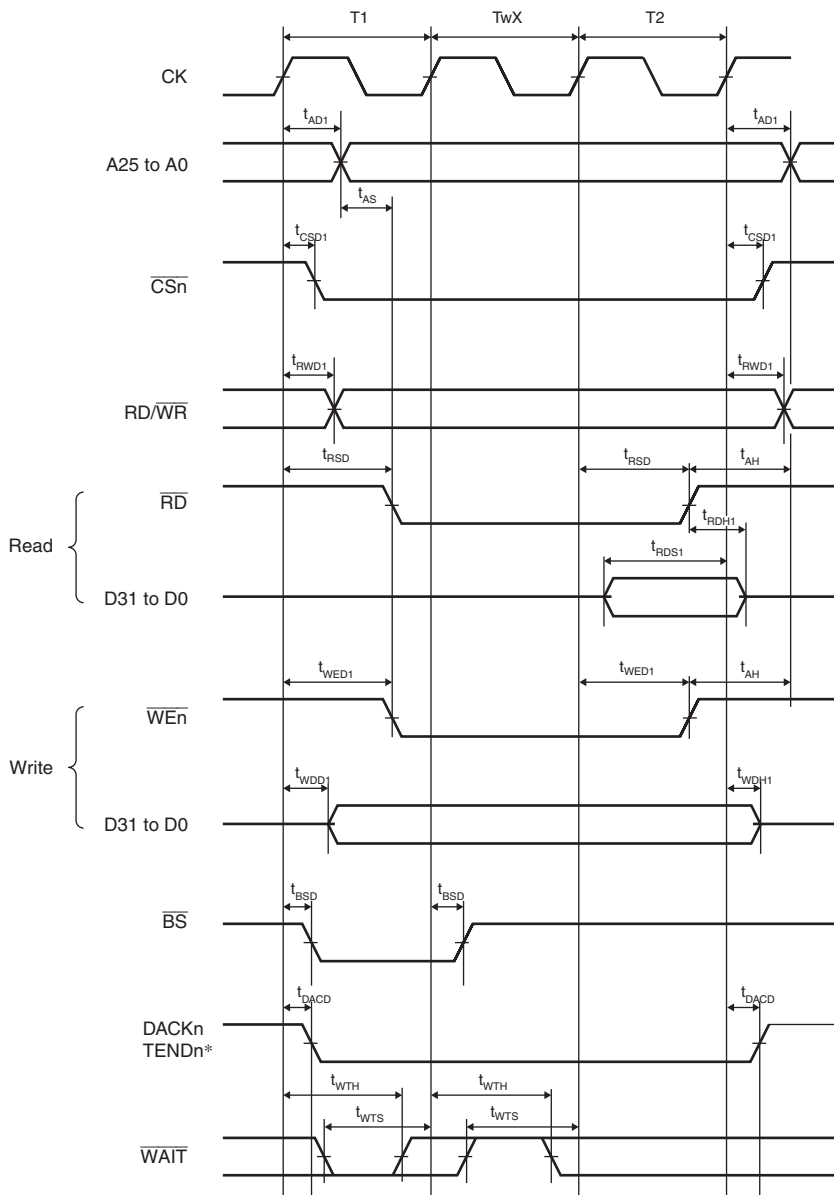 T1 TwX T2
CK
tAD1 tAD1
A25 to A0
tAS
tCSD1 tCSD1
CSn
tRWD1 tRWD1
RD/WR
tRSD tRSD tAH
RD
tRDH1
Read
tRDS1
D31 to D0
tWED1 tWED1 tAH
WEn
Write
tWDD1 tWDH1
D31 to D0
tBSD tBSD
BS
tDACD tDACD
DACKn
TENDn*
tWTH tWTH
tWTS tWTS
WAIT